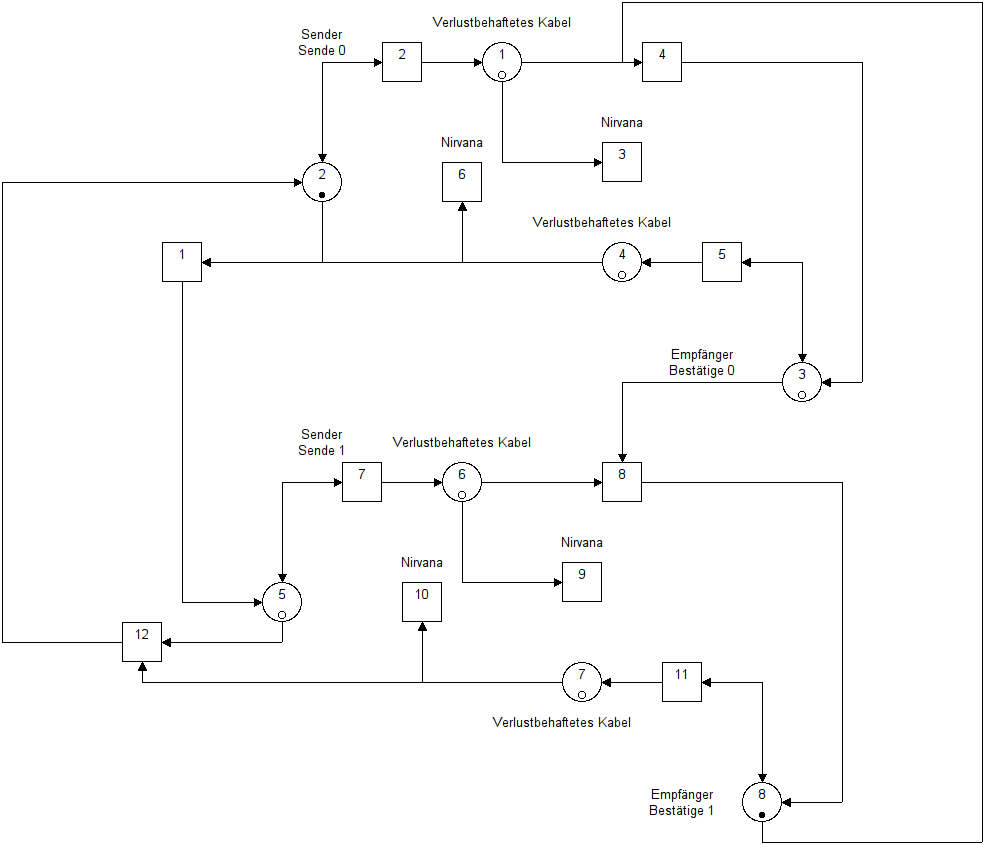 Verlustbehaftetes Kabel
Sender
Sende 0
2
1
4
Nirvana
3
Nirvana
6
2
Verlustbehaftetes Kabel
1
4
5
Empfänger
Bestätige 0
3
Sender
Sende 1
Verlustbehaftetes Kabel
7
6
8
Nirvana
9
Nirvana
10
5
12
7
11
Verlustbehaftetes Kabel
Empfänger
Bestätige 1
8